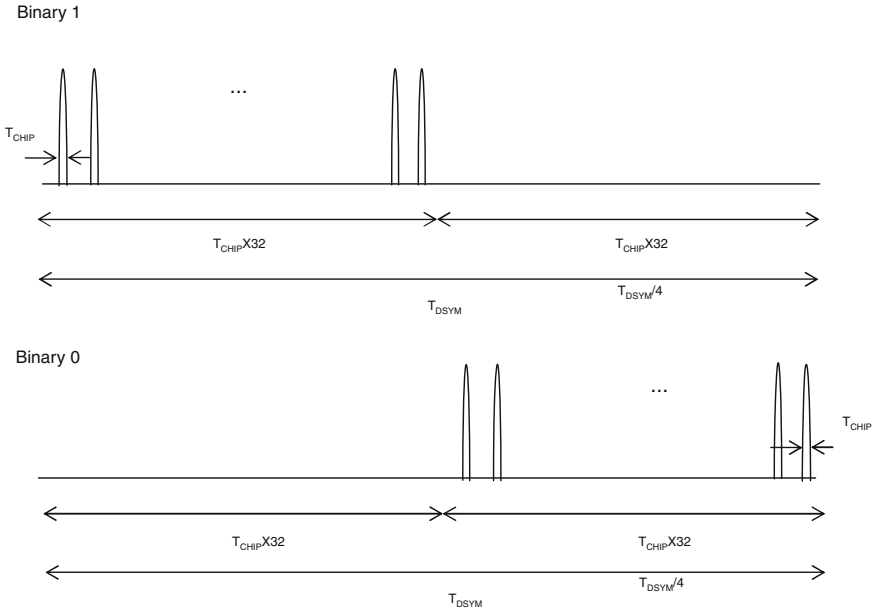 Binary 1
...
T_CHIP
T_CHIPX32 T_CHIPX32
T_DSYM/4
T_DSYM
Binary 0
...
T_CHIP
T_CHIPX32 T_CHIPX32
T_DSYM/4
T_DSYM